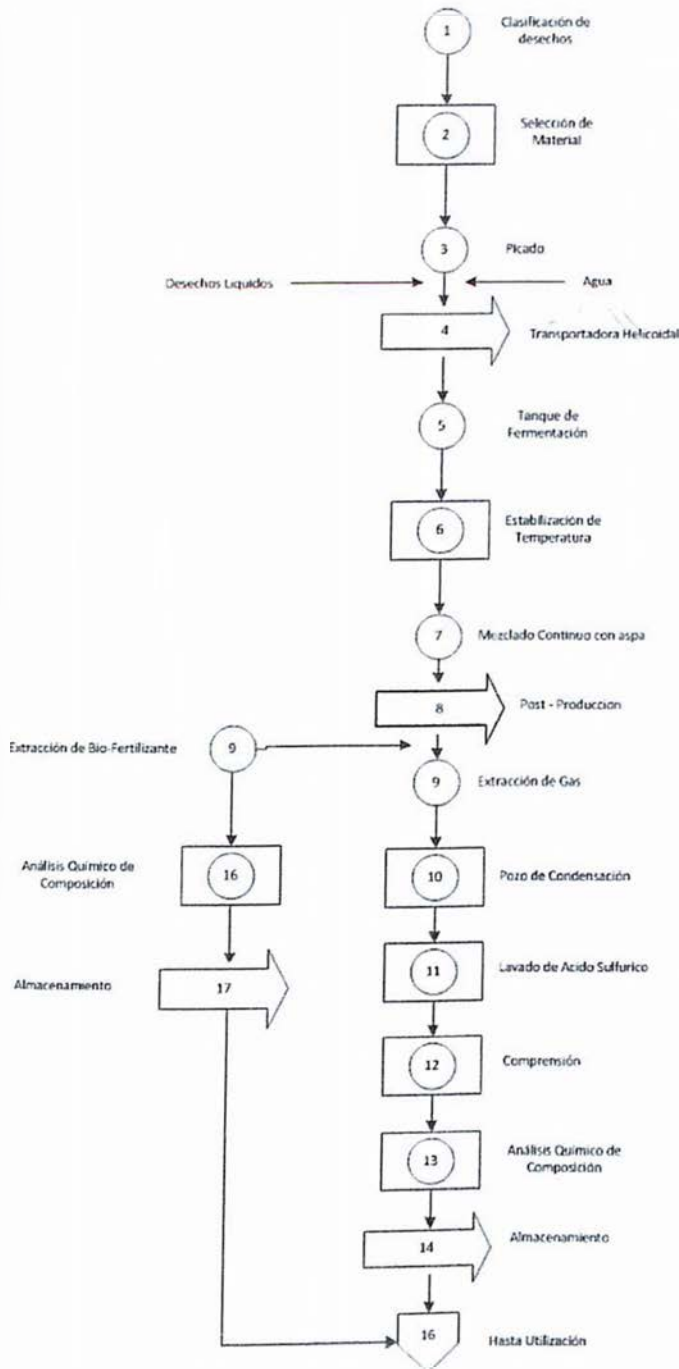 1
Clasificación de
desechos
2
Selección de
Material
3
Picado
Desechos Liquidos
Agua
4
Transportadora Helicoidal
5
Tanque de
Fermentación
6
Estabilización de
Temperatura
7
Mezclado Continuo con aspa
8
Post - Produccion
Extracción de Bio-Fertilizante
9
9
Extracción de Gas
Análisis Químico de
Composición
16
10
Pozo de Condensación
11
Lavado de Acido Sulfurico
Almacenamiento
17
12
Comprensión
13
Análisis Químico de
Composición
14
Almacenamiento
16
Hasta Utilización